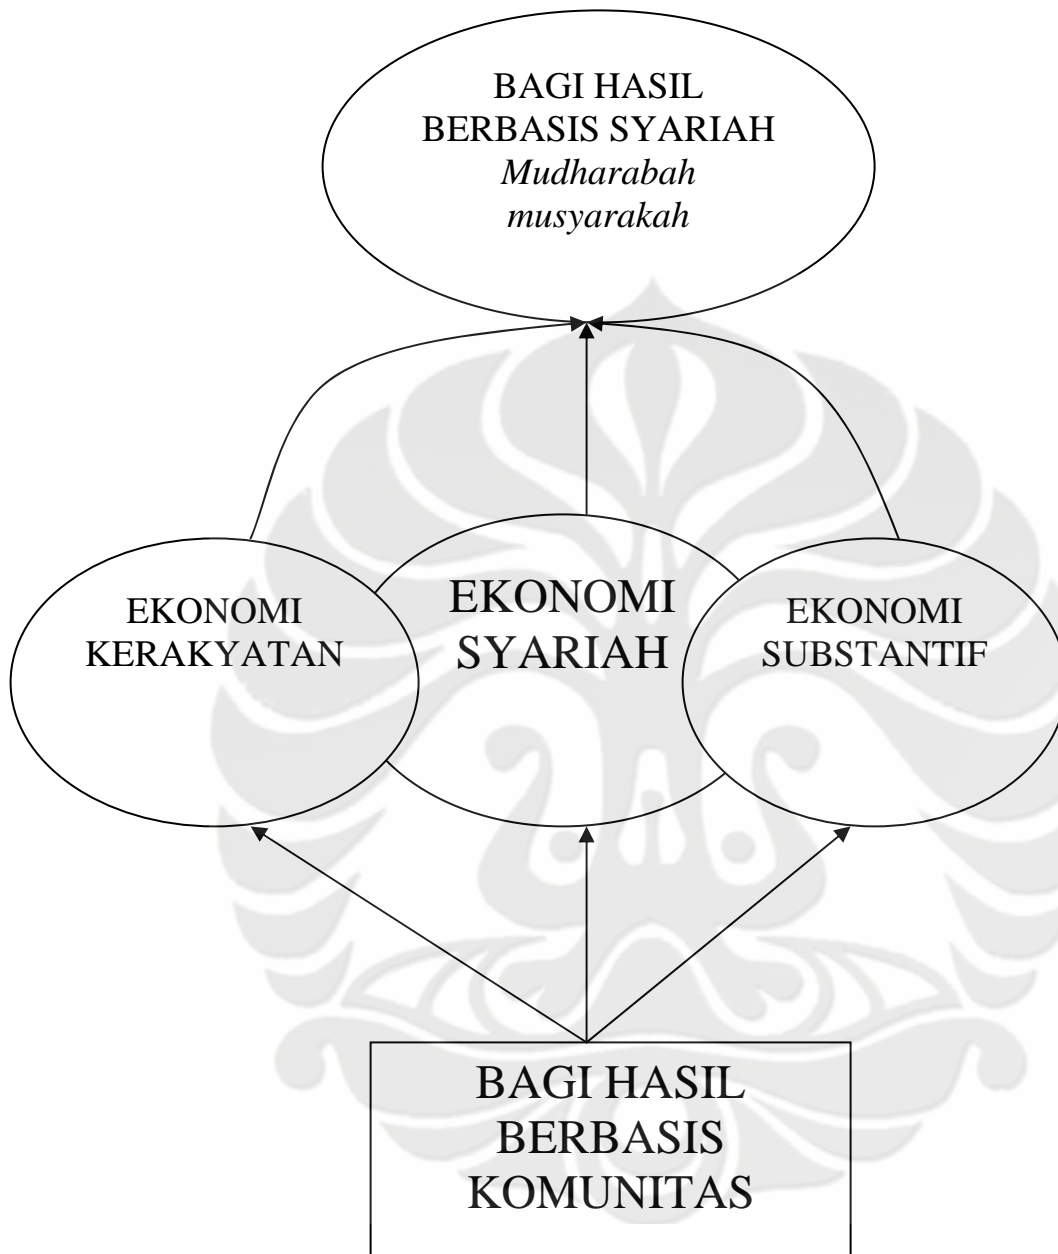 BAGI HASIL
BERBASIS SYARIAH
Mudharabah
musyarakah
EKONOMI
KERAKYATAN
EKONOMI
SYARIAH
EKONOMI
SUBSTANTIF
BAGI HASIL
BERBASIS
KOMUNITAS